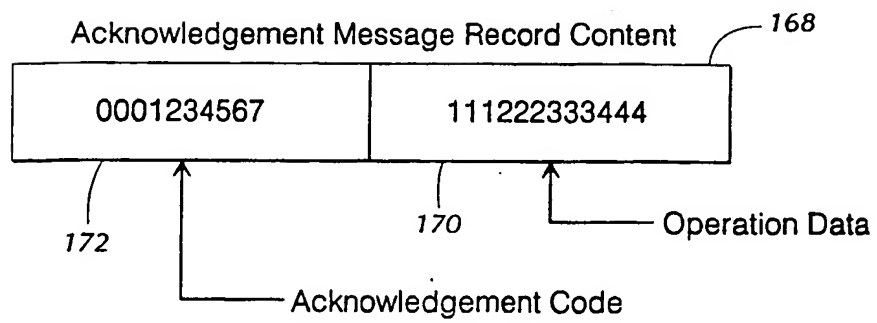 Acknowledgement Message Record Content
168
0001234567 111222333444
172 170
Operation Data
Acknowledgement Code